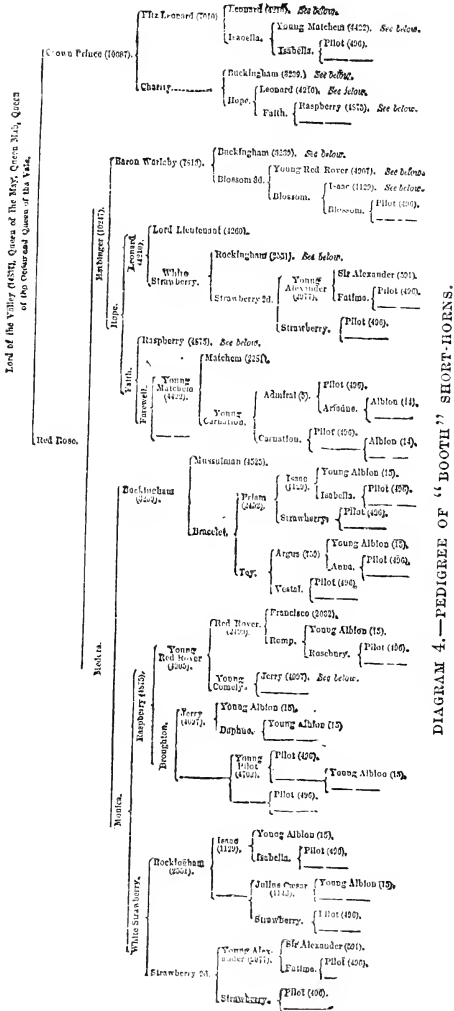 Lord of the Valley (14837), Queen of the May, Queen Mab, Queen
of the Ocean and Queen of the Vale.
Crown Prince (10087).
Fitz Leonard (7010)
Leonard (4210). See below.
Isabella.
Young Matchem (4422). See below.
Isabella.
Pilot (496).
Charity
Buckingham (3239.) See below.
Hope.
Leonard (4210). See below.
Faith.
Raspberry (4875). See below.
Red Rose.
Harbinger (10247).
Baron Warlaby (7813).
Buckingham (3239). See below.
Blossom 3d.
Young Red Rover (4907). See below.
Blossom.
Isaac (1129). See below.
Blossom.
Pilot (496).
Hope.
Leonard
(4210).
Lord Lieutenant (4260).
White
Strawberry.
Rockingham (2551). See below.
Strawberry 2d.
Young
Alexander
(2977).
Sir Alexander (591).
Fatima.
Pilot (496).
Strawberry.
Pilot (496).
Faith.
Raspberry (4875). See below.
Farewell.
Young
Matchem
(4422).
Matchem (2281).
Young
Carnation.
Admiral (5).
Pilot (496).
Ariadne.
Albion (14).
Carnation.
Pilot (496).
Albion (14).
Medora.
Buckingham
(3239).
Mussulman (4525).
Bracelet.
Priam
(2452).
Isaac
(1129).
Young Albion (15).
Isabella.
Pilot (496).
Strawberry.
Pilot (496).
Toy.
Argus (759)
Young Albion (15).
Anna.
Pilot (496).
Vestal.
Pilot (496).
Monica.
Raspberry (4875).
Young
Red Rover
Red Rover.
(2493).
Francisco (2032).
Romp.
Young Albion (15).
Rosebury.
Pilot (496).
Young
Comely.
Jerry (4097). See below.
Broughton.
Jerry
(4097).
Young Albion (15).
Daphne.
Young Albion (15)
Young
Pilot
(4702).
Pilot (496).
Young Albion (15).
Pilot (496).
White Strawberry.
Rockingham
(2551).
Isaac
(1129).
Young Albion (15).
Isabella.
Pilot (496).
Julius Cæsar
(1143).
Young Albion (15).
Strawberry.
Pilot (496).
Strawberry 2d.
Young Alex-
ander (2977).
Sir Alexander (591).
Fatima.
Pilot
(496).
Strawberry.
Pilot (496).
DIAGRAM 4.—PEDIGREE OF "BOOTH" SHORT-HORNS.